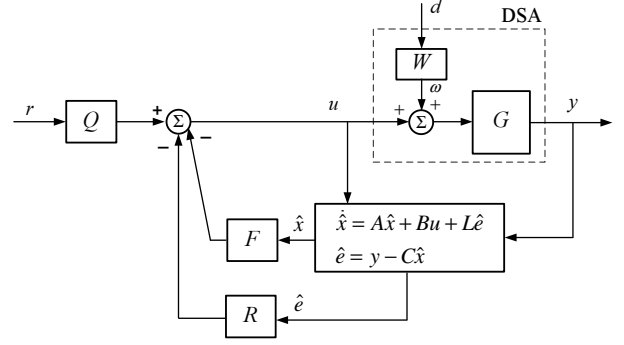 d
DSA
W
ω
r
Q
+
−
−
Σ
u
+
+
Σ
G
y
x̂
F
ẋ̂ = Ax̂ + Bu + Lê
ê = y − Cx̂
R
ê